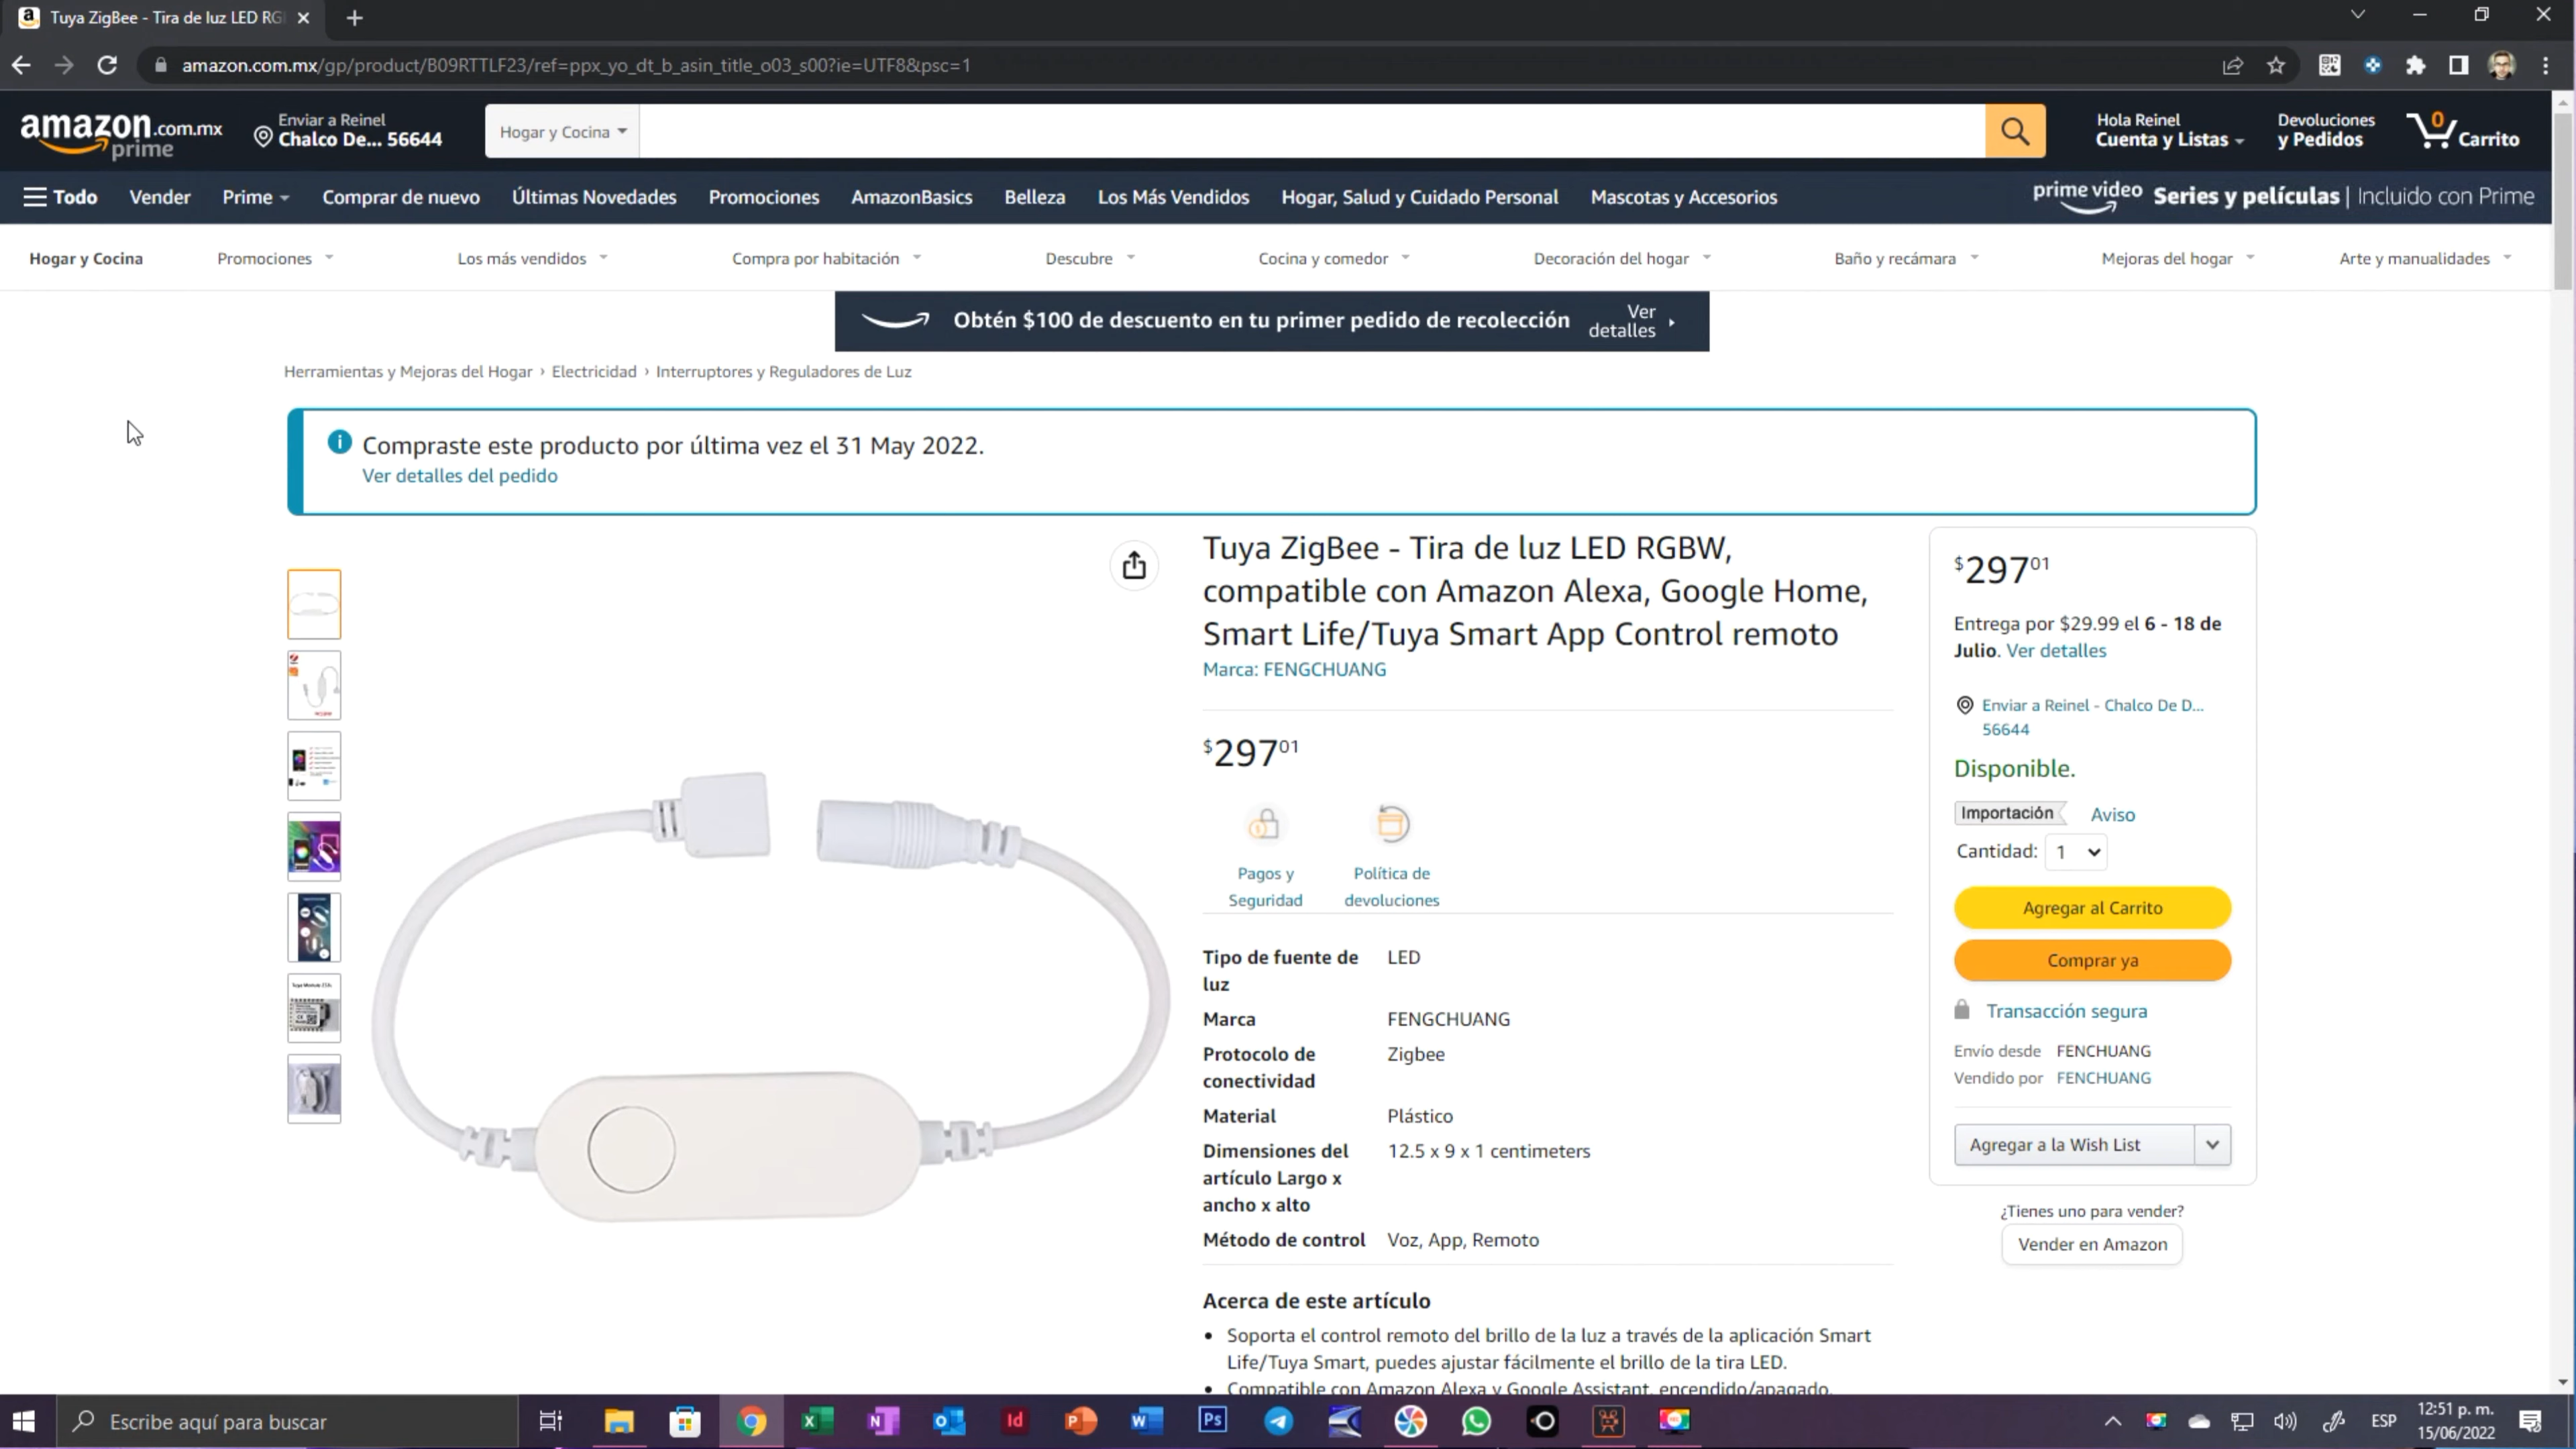 Tuya ZigBee - Tira de luz LED RG
amazon.com.mx/gp/product/B09RTTLF23/ref=ppx_yo_dt_b_asin_title_o03_s00?ie=UTF8&psc=1
amazon.com.mx
prime
Enviar a Reinel
Chalco De... 56644
Hogar y Cocina
Hola Reinel
Cuenta y Listas
Devoluciones
y Pedidos
0
Carrito
Todo
Vender
Prime
Comprar de nuevo
Últimas Novedades
Promociones
AmazonBasics
Belleza
Los Más Vendidos
Hogar, Salud y Cuidado Personal
Mascotas y Accesorios
prime video
Series y películas | Incluido con Prime
Hogar y Cocina
Promociones
Los más vendidos
Compra por habitación
Descubre
Cocina y comedor
Decoración del hogar
Baño y recámara
Mejoras del hogar
Arte y manualidades
Obtén $100 de descuento en tu primer pedido de recolección
Ver
detalles
Herramientas y Mejoras del Hogar › Electricidad › Interruptores y Reguladores de Luz
Compraste este producto por última vez el 31 May 2022.
Ver detalles del pedido
Tuya ZigBee - Tira de luz LED RGBW,
compatible con Amazon Alexa, Google Home,
Smart Life/Tuya Smart App Control remoto
Marca: FENGCHUANG
$297 01
Pagos y
Seguridad
Política de
devoluciones
Tipo de fuente de
luz
LED
Marca
FENGCHUANG
Protocolo de
conectividad
Zigbee
Material
Plástico
Dimensiones del
artículo Largo x
ancho x alto
12.5 x 9 x 1 centimeters
Método de control
Voz, App, Remoto
Acerca de este artículo
• Soporta el control remoto del brillo de la luz a través de la aplicación Smart
Life/Tuya Smart, puedes ajustar fácilmente el brillo de la tira LED.
• Compatible con Amazon Alexa y Google Assistant, encendido/apagado,
$297 01
Entrega por $29.99 el 6 - 18 de
Julio. Ver detalles
Enviar a Reinel - Chalco De D...
56644
Disponible.
Importación
Aviso
Cantidad: 1
Agregar al Carrito
Comprar ya
Transacción segura
Envío desde FENCHUANG
Vendido por FENCHUANG
Agregar a la Wish List
¿Tienes uno para vender?
Vender en Amazon
Escribe aquí para buscar
Id
Ps
ESP
12:51 p. m.
15/06/2022